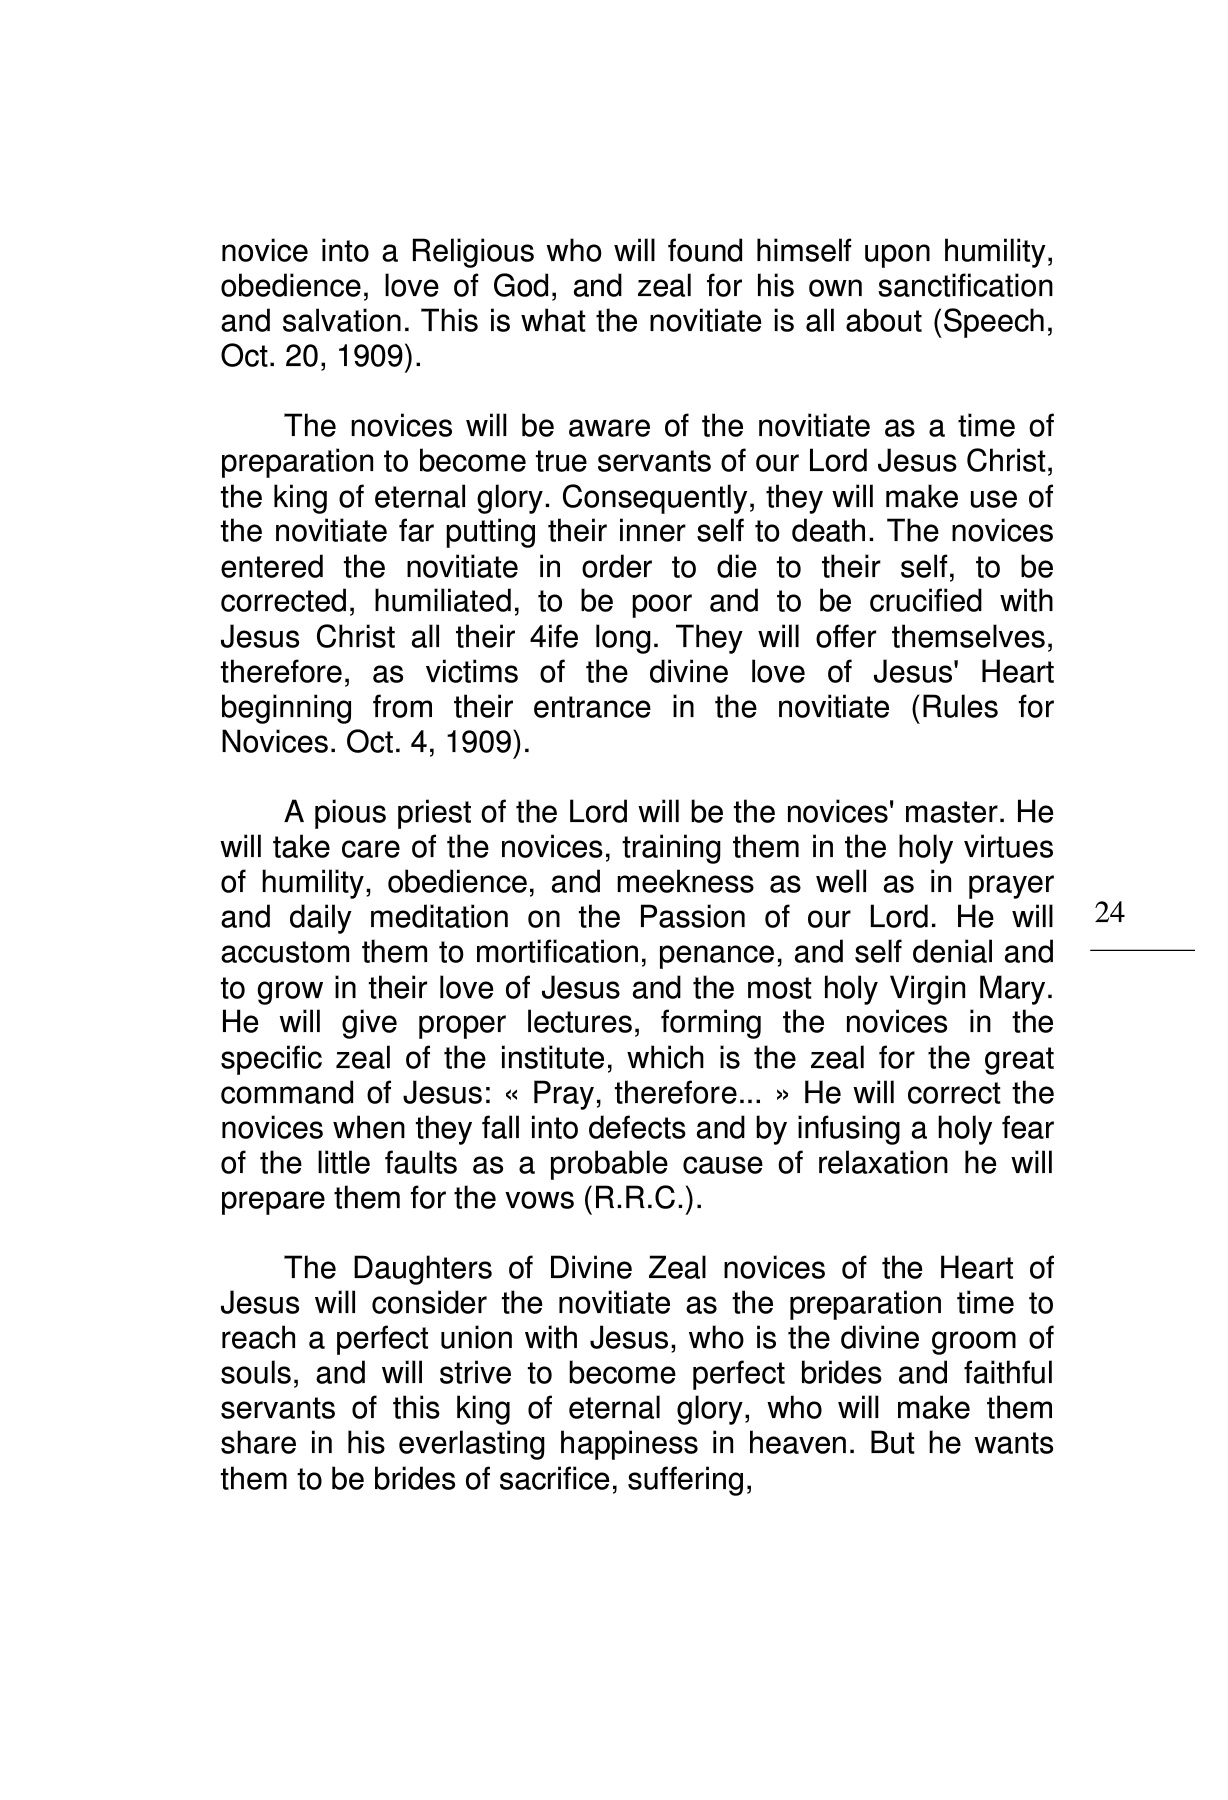 novice into a Religious who will found himself upon humility,
obedience, love of God, and zeal for his own sanctification
and salvation. This is what the novitiate is all about (Speech,
Oct. 20, 1909).
The novices will be aware of the novitiate as a time of
preparation to become true servants of our Lord Jesus Christ,
the king of eternal glory. Consequently, they will make use of
the novitiate far putting their inner self to death. The novices
entered the novitiate in order to die to their self, to be
corrected, humiliated, to be poor and to be crucified with
Jesus Christ all their 4ife long. They will offer themselves,
therefore, as victims of the divine love of Jesus' Heart
beginning from their entrance in the novitiate (Rules for
Novices. Oct. 4, 1909).
A pious priest of the Lord will be the novices' master. He
will take care of the novices, training them in the holy virtues
of humility, obedience, and meekness as well as in prayer
and daily meditation on the Passion of our Lord. He will
accustom them to mortification, penance, and self denial and
to grow in their love of Jesus and the most holy Virgin Mary.
He will give proper lectures, forming the novices in the
specific zeal of the institute, which is the zeal for the great
command of Jesus: « Pray, therefore... » He will correct the
novices when they fall into defects and by infusing a holy fear
of the little faults as a probable cause of relaxation he will
prepare them for the vows (R.R.C.).
The Daughters of Divine Zeal novices of the Heart of
Jesus will consider the novitiate as the preparation time to
reach a perfect union with Jesus, who is the divine groom of
souls, and will strive to become perfect brides and faithful
servants of this king of eternal glory, who will make them
share in his everlasting happiness in heaven. But he wants
them to be brides of sacrifice, suffering,
24